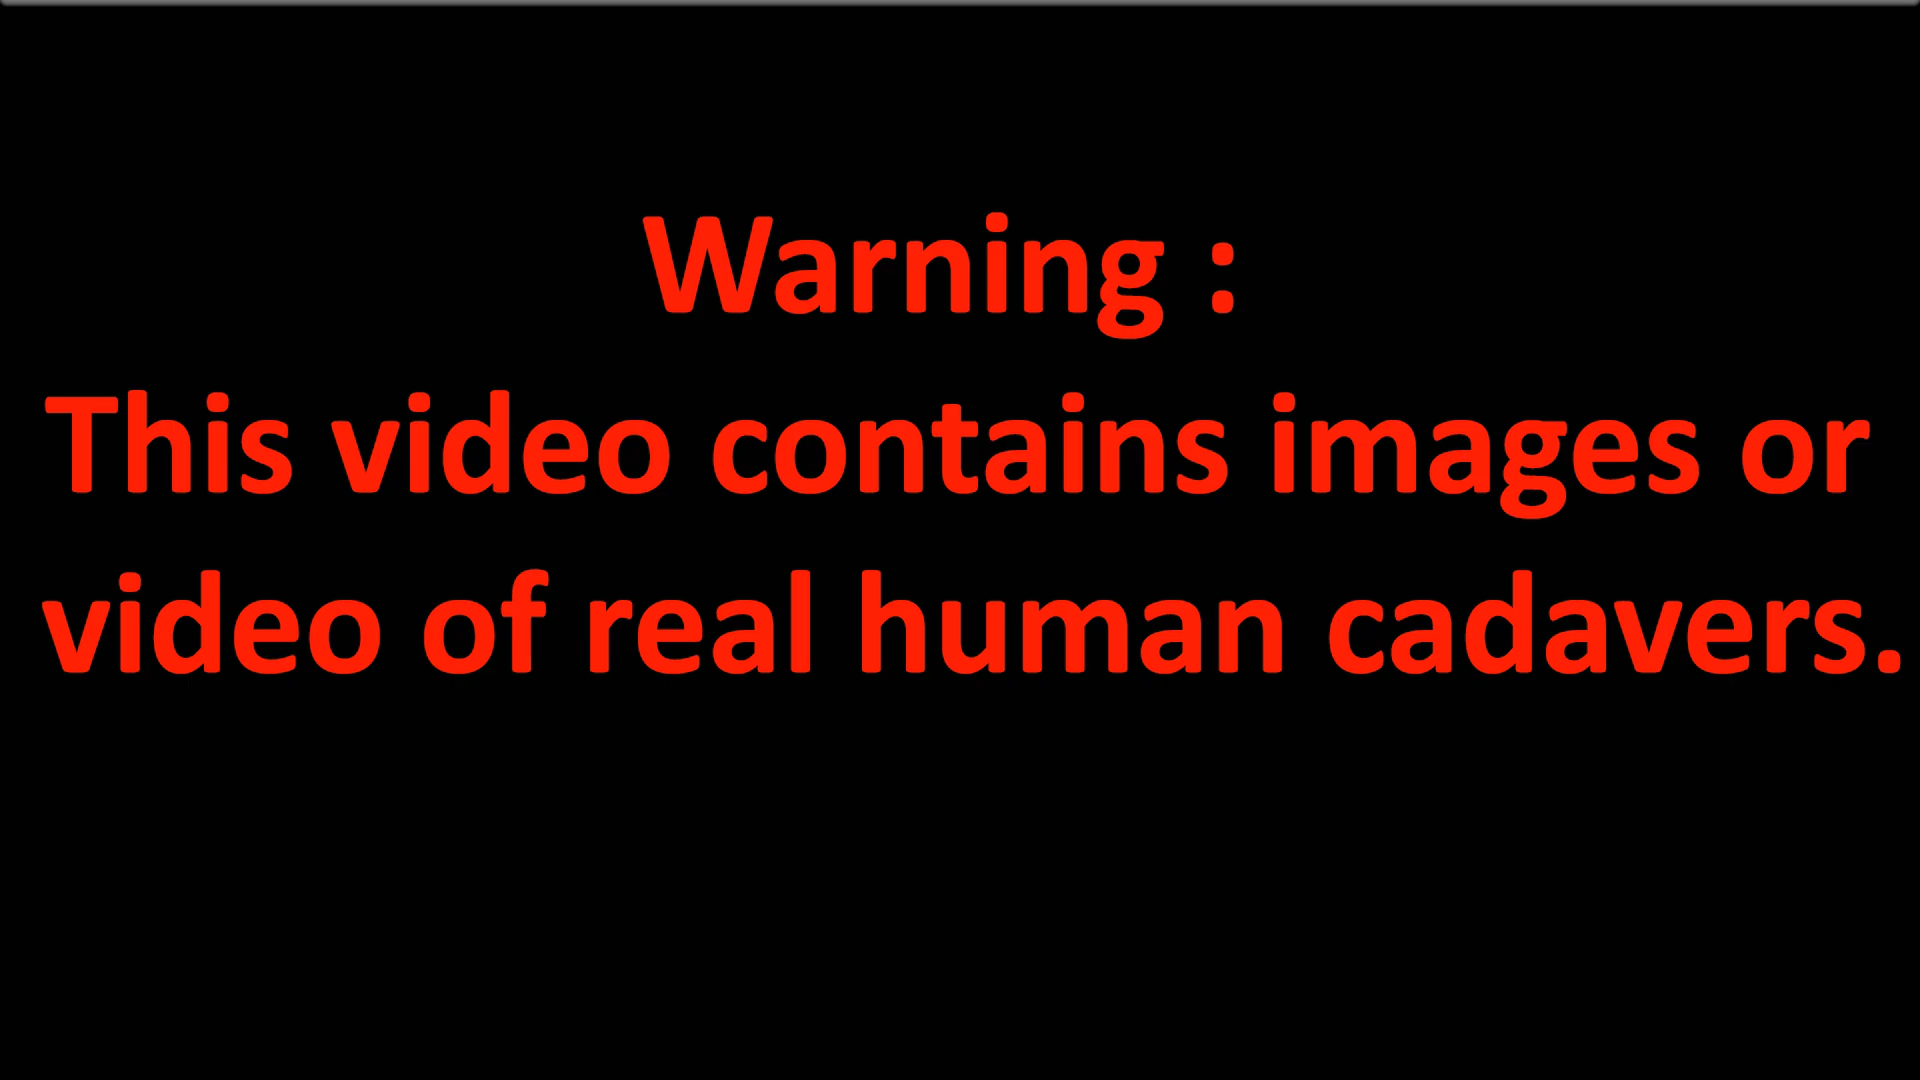 Warning :
This video contains images or
video of real human cadavers.